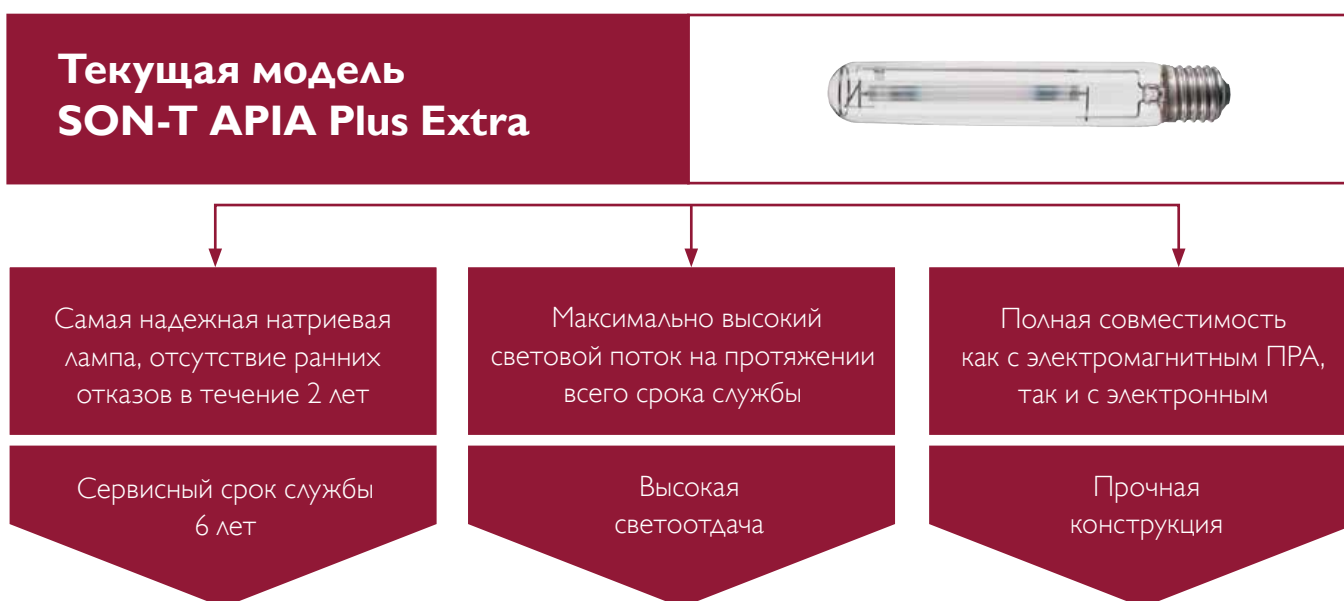 Текущая модель
SON-T APIA Plus Extra
Самая надежная натриевая
лампа, отсутствие ранних
отказов в течение 2 лет
Максимально высокий
световой поток на протяжении
всего срока службы
Полная совместимость
как с электромагнитным ПРА,
так и с электронным
Сервисный срок службы
6 лет
Высокая
светоотдача
Прочная
конструкция